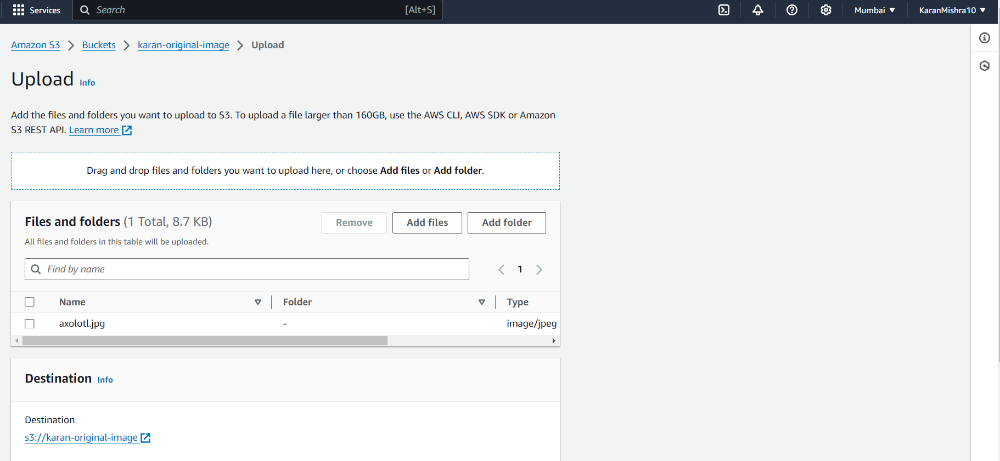 Services
Search [Alt+S]
Mumbai
KaranMishra10
Amazon S3 Buckets karan-original-image Upload
Upload Info
Add the files and folders you want to upload to S3. To upload a file larger than 160GB, use the AWS CLI, AWS SDK or Amazon
S3 REST API. Learn more
Drag and drop files and folders you want to upload here, or choose Add files or Add folder.
Files and folders (1 Total, 8.7 KB)
Remove Add files Add folder
All files and folders in this table will be uploaded.
Find by name
1
Name Folder Type
axolotl.jpg - image/jpeg
Destination Info
Destination
s3://karan-original-image